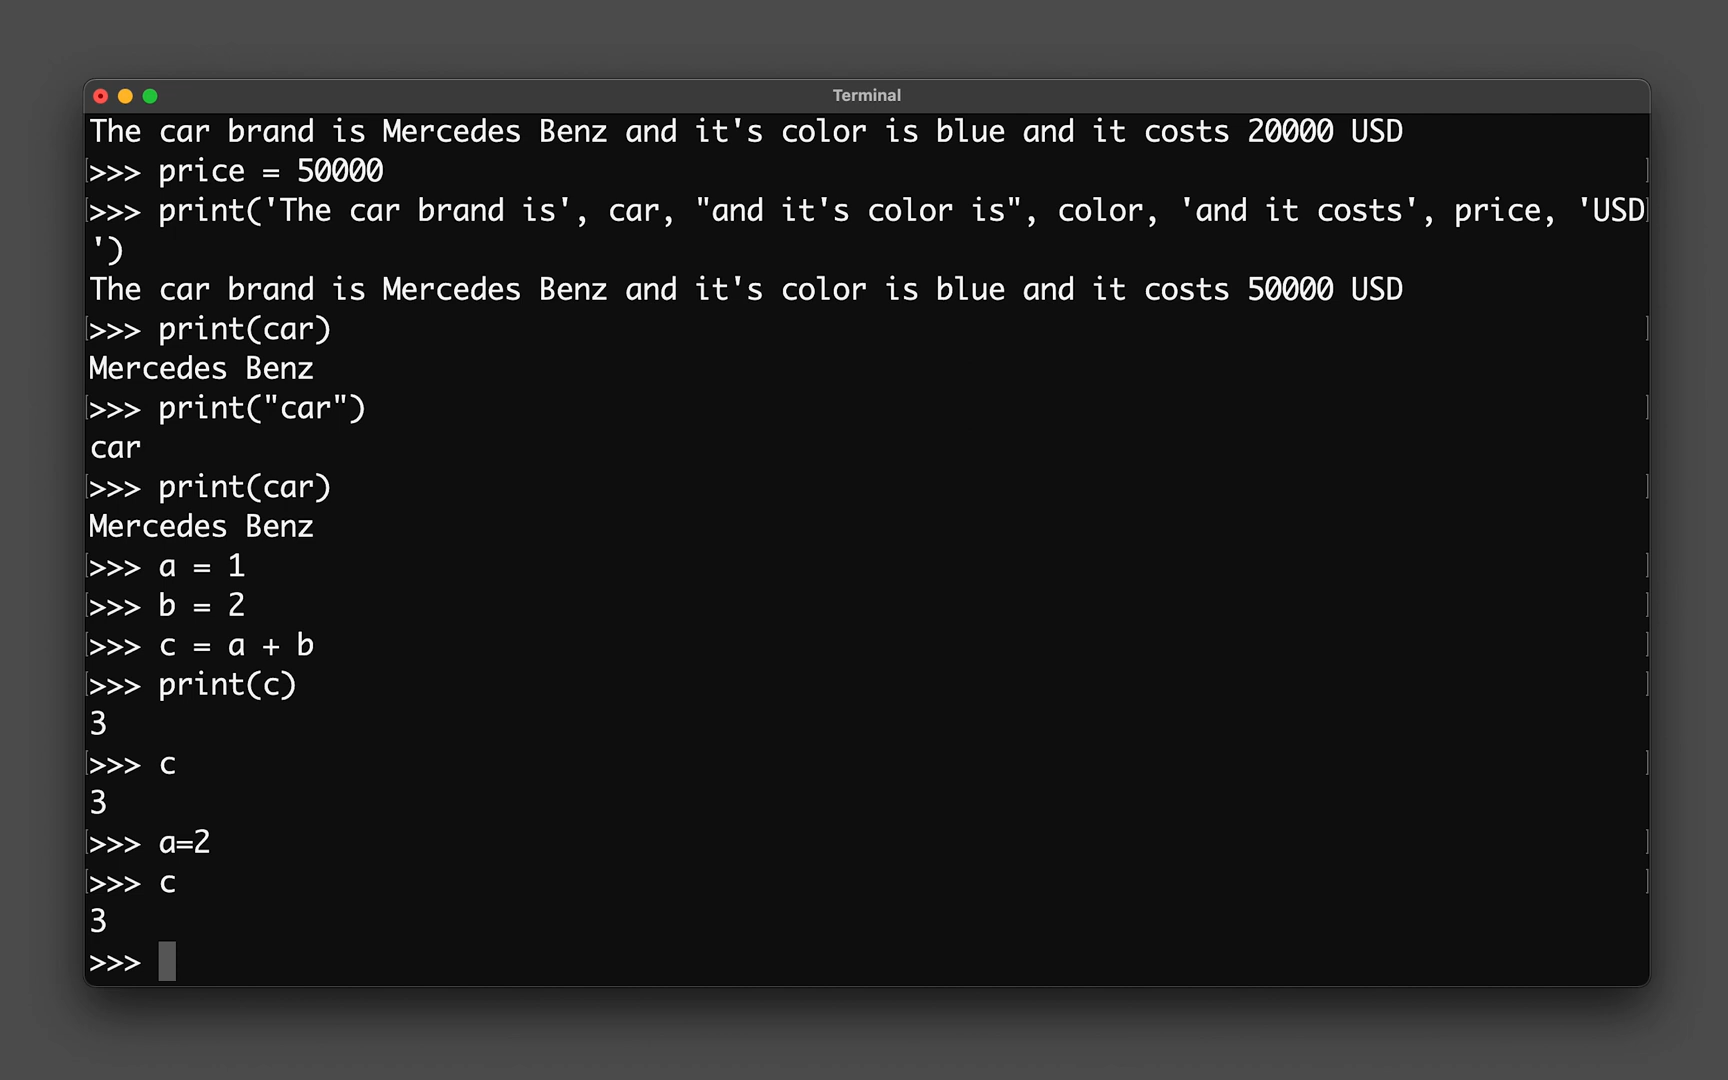 Terminal
The car brand is Mercedes Benz and it's color is blue and it costs 20000 USD
>>> price = 50000
>>> print('The car brand is', car, "and it's color is", color, 'and it costs', price, 'USD
')
The car brand is Mercedes Benz and it's color is blue and it costs 50000 USD
>>> print(car)
Mercedes Benz
>>> print("car")
car
>>> print(car)
Mercedes Benz
>>> a = 1
>>> b = 2
>>> c = a + b
>>> print(c)
3
>>> c
3
>>> a=2
>>> c
3
>>>